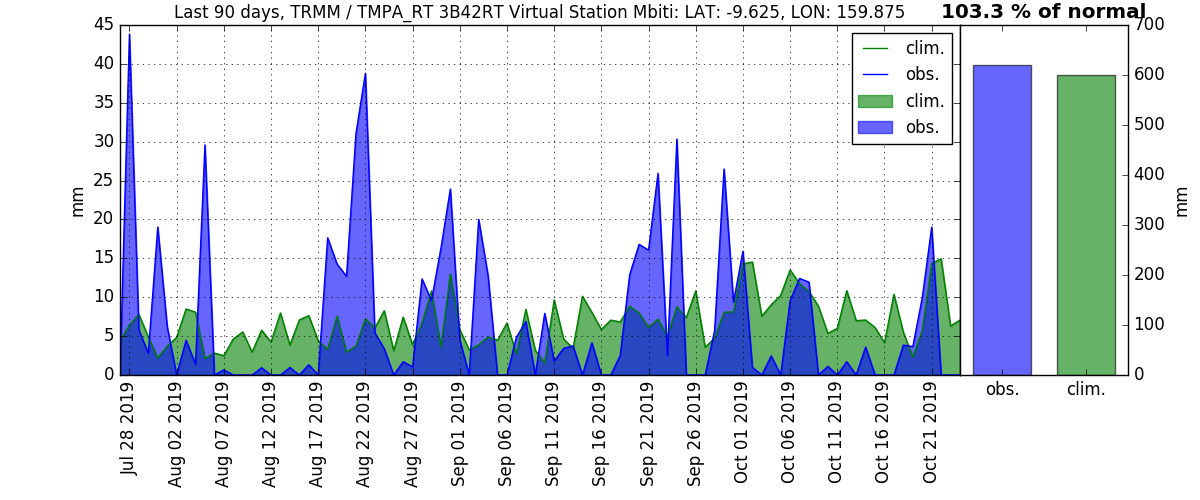 Last 90 days, TRMM / TMPA_RT 3B42RT Virtual Station Mbiti: LAT: -9.625, LON: 159.875
103.3 % of normal
45
40
35
30
25
20
15
10
5
0
mm
clim.
obs.
clim.
obs.
Jul 28 2019
Aug 02 2019
Aug 07 2019
Aug 12 2019
Aug 17 2019
Aug 22 2019
Aug 27 2019
Sep 01 2019
Sep 06 2019
Sep 11 2019
Sep 16 2019
Sep 21 2019
Sep 26 2019
Oct 01 2019
Oct 06 2019
Oct 11 2019
Oct 16 2019
Oct 21 2019
700
600
500
400
300
200
100
0
mm
obs.
clim.